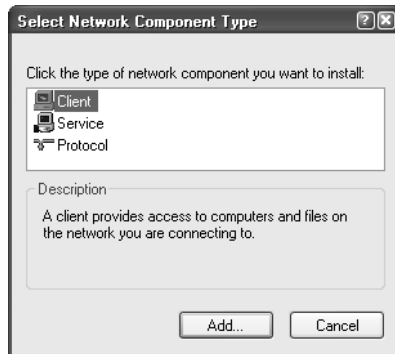 Select Network Component Type
Click the type of network component you want to install:
Client
Service
Protocol
Description
A client provides access to computers and files on
the network you are connecting to.
Add... Cancel